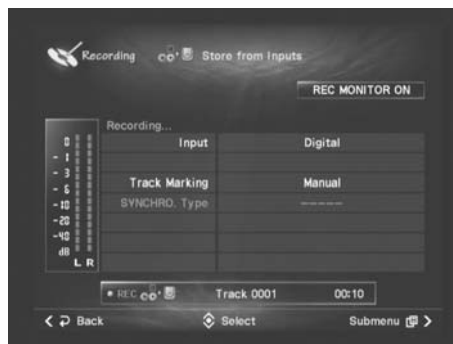 Recording Store from Inputs
REC MONITOR ON
Recording...
Input Digital
Track Marking Manual
SYNCHRO. Type -----
0
- 1
- 3
- 6
-10
-20
-40
dB
L R
REC Track 0001 00:10
Back Select Submenu